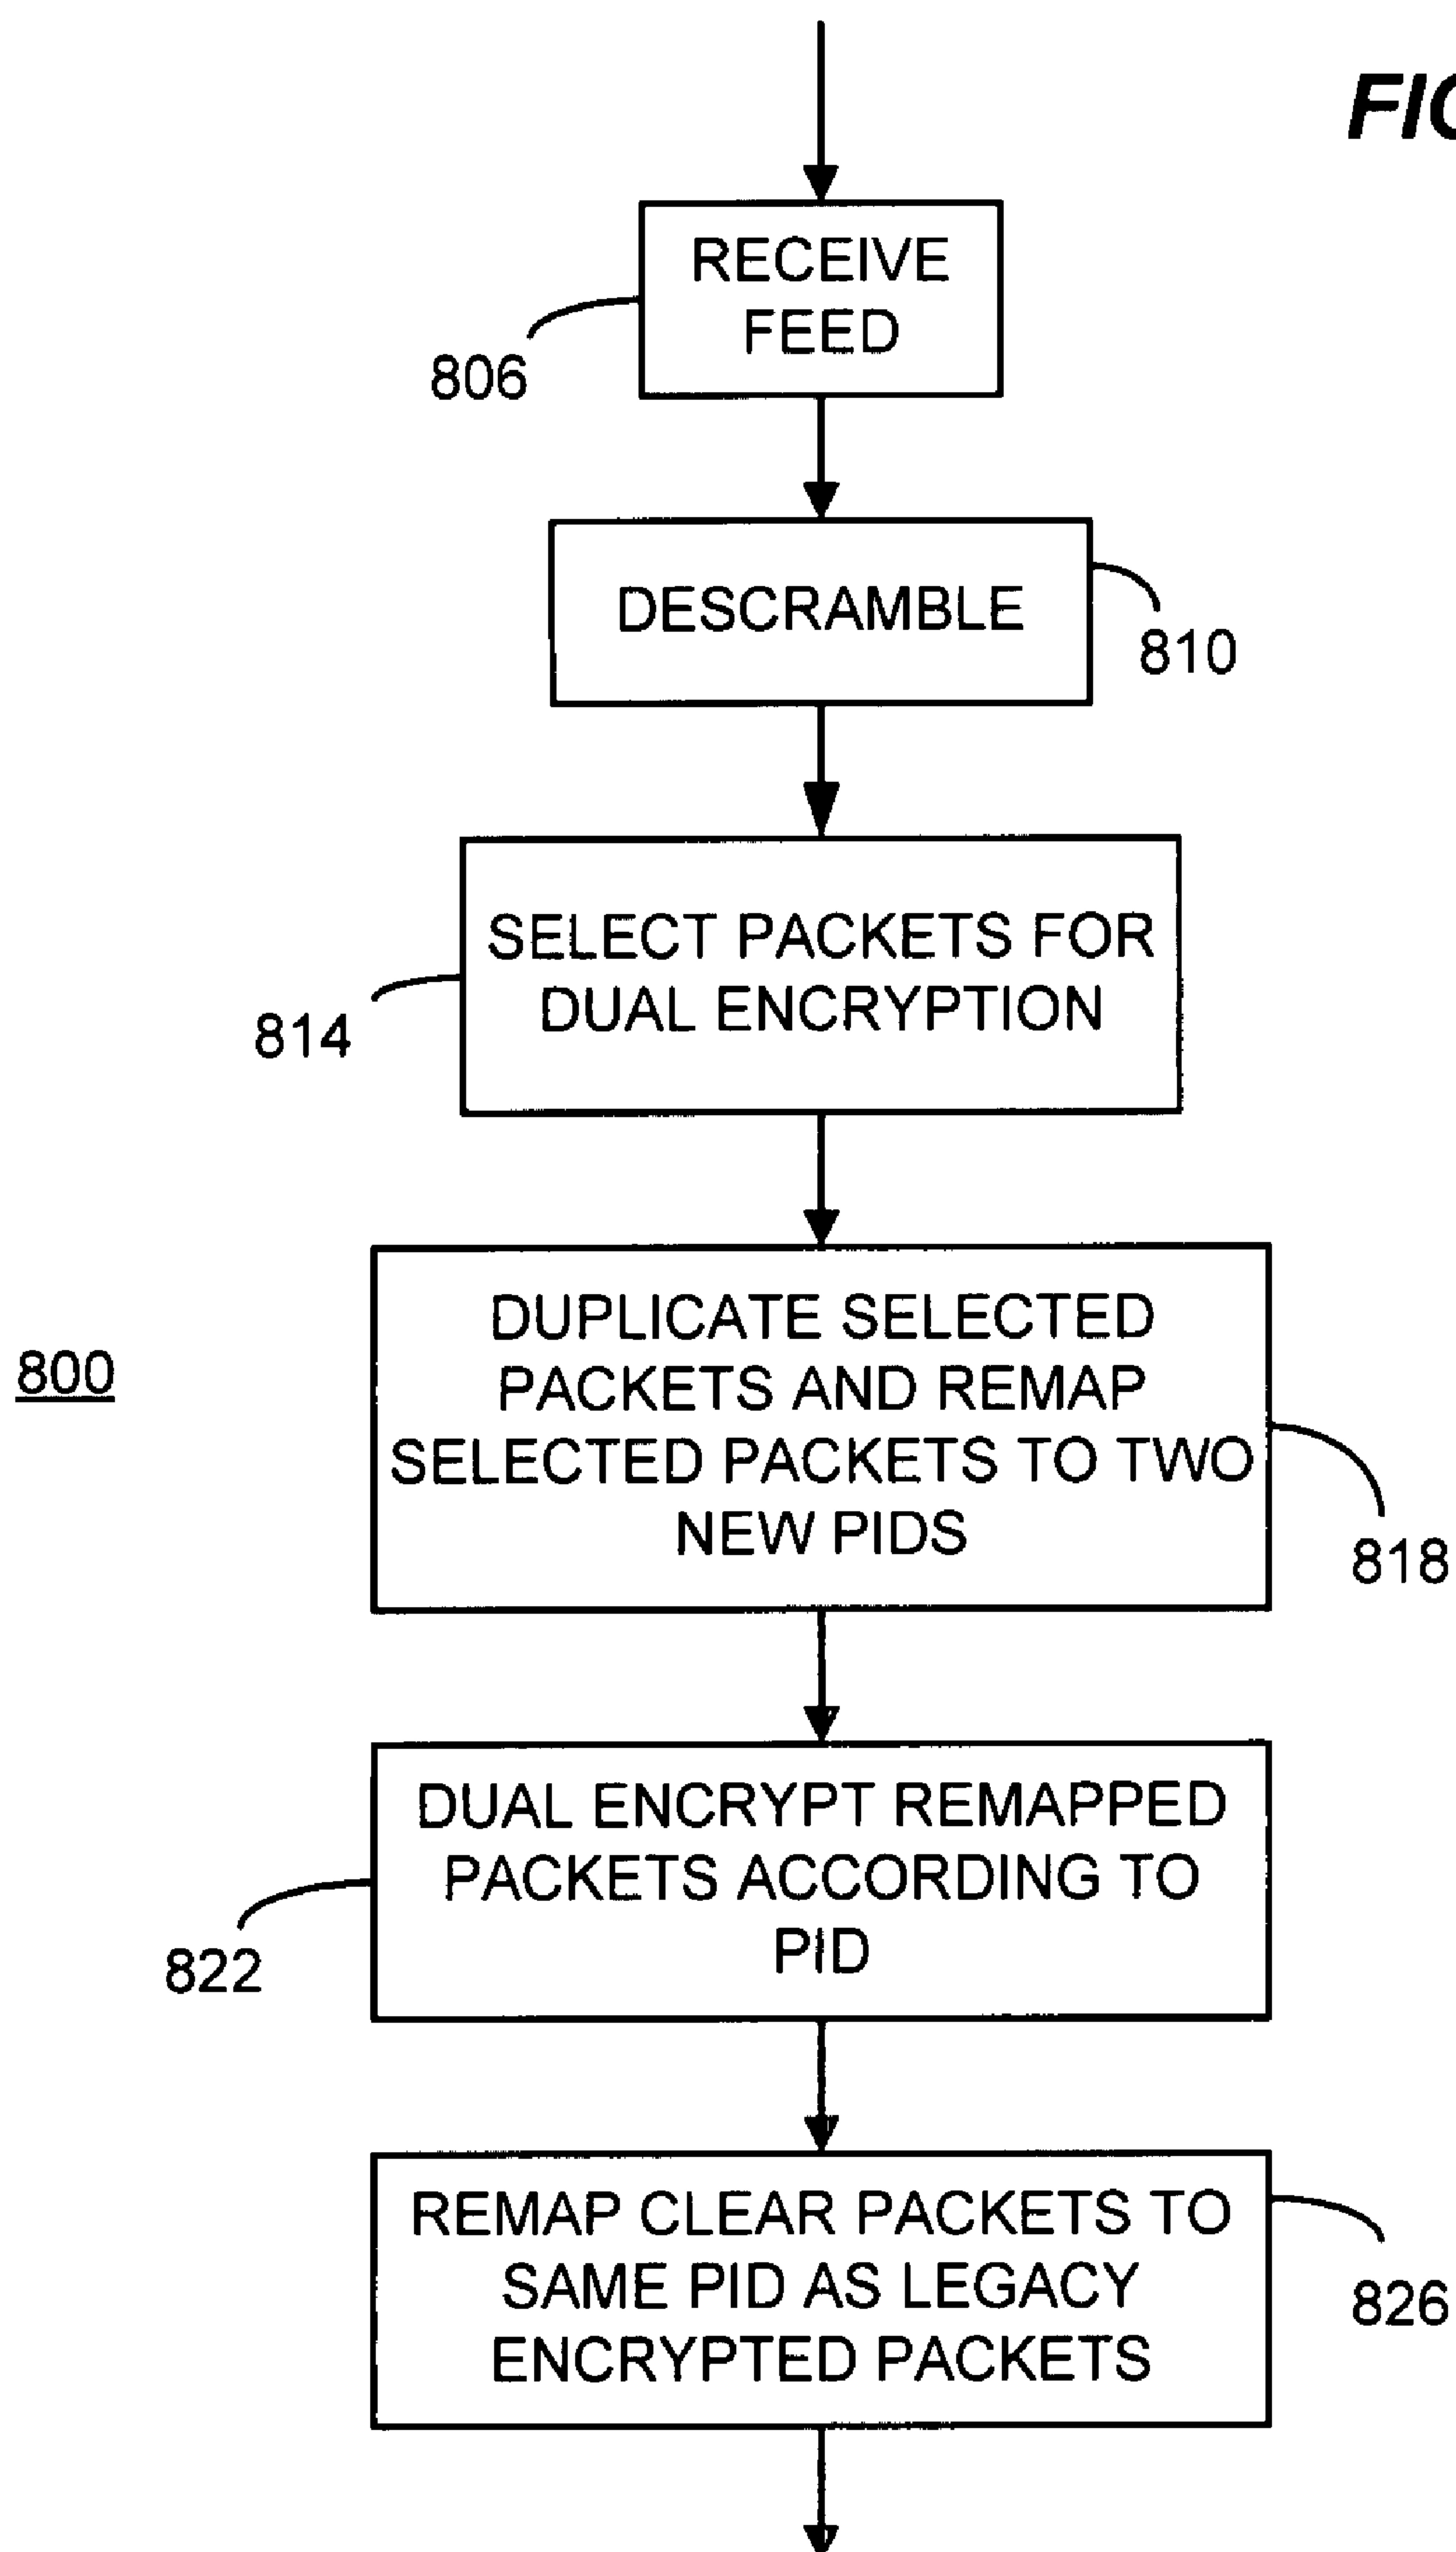 FIG
RECEIVE
FEED
806
DESCRAMBLE
810
SELECT PACKETS FOR
DUAL ENCRYPTION
814
DUPLICATE SELECTED
PACKETS AND REMAP
SELECTED PACKETS TO TWO
NEW PIDS
800
818
DUAL ENCRYPT REMAPPED
PACKETS ACCORDING TO
PID
822
REMAP CLEAR PACKETS TO
SAME PID AS LEGACY
ENCRYPTED PACKETS
826